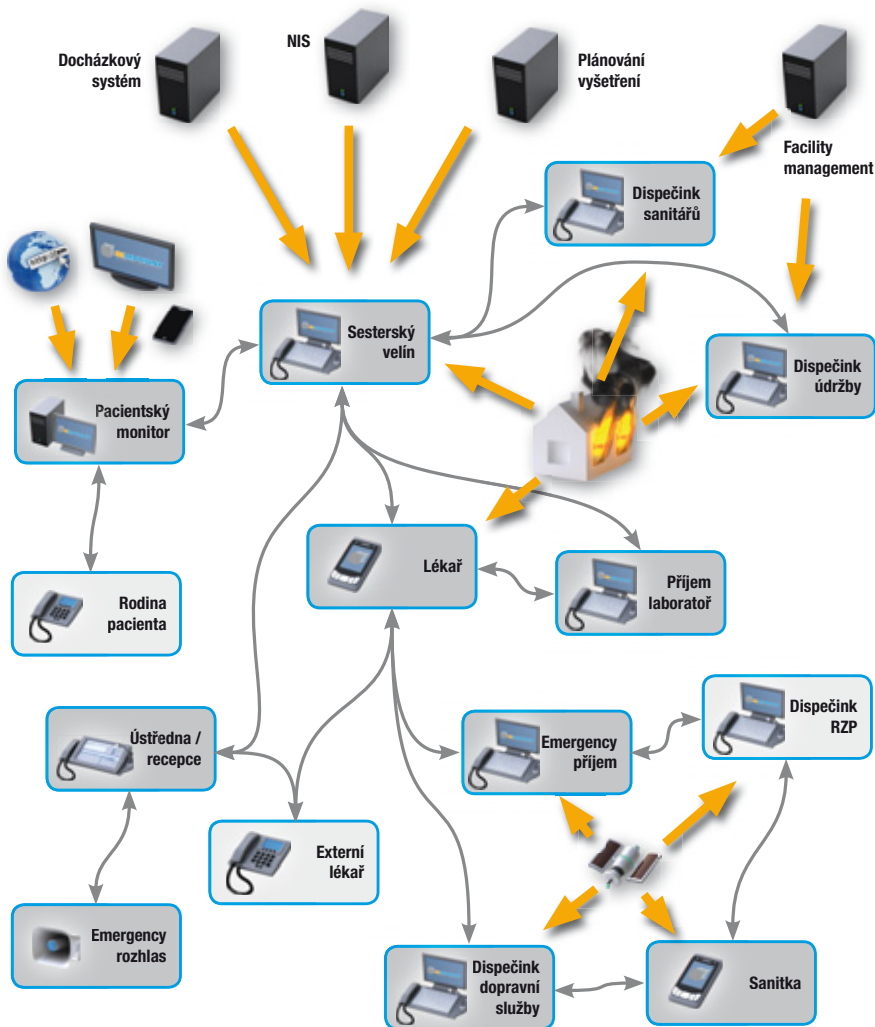 Docházkový
systém
NIS
Plánování
vyšetření
Facility
management
Dispečink
sanitářů
Sesterský
velín
Dispečink
údržby
Pacientský
monitor
Lékař
Příjem
laboratoř
Rodina
pacienta
Ústředna /
recepce
Emergency
příjem
Dispečink
RZP
Externí
lékař
Emergency
rozhlas
Dispečink
dopravní
služby
Sanitka